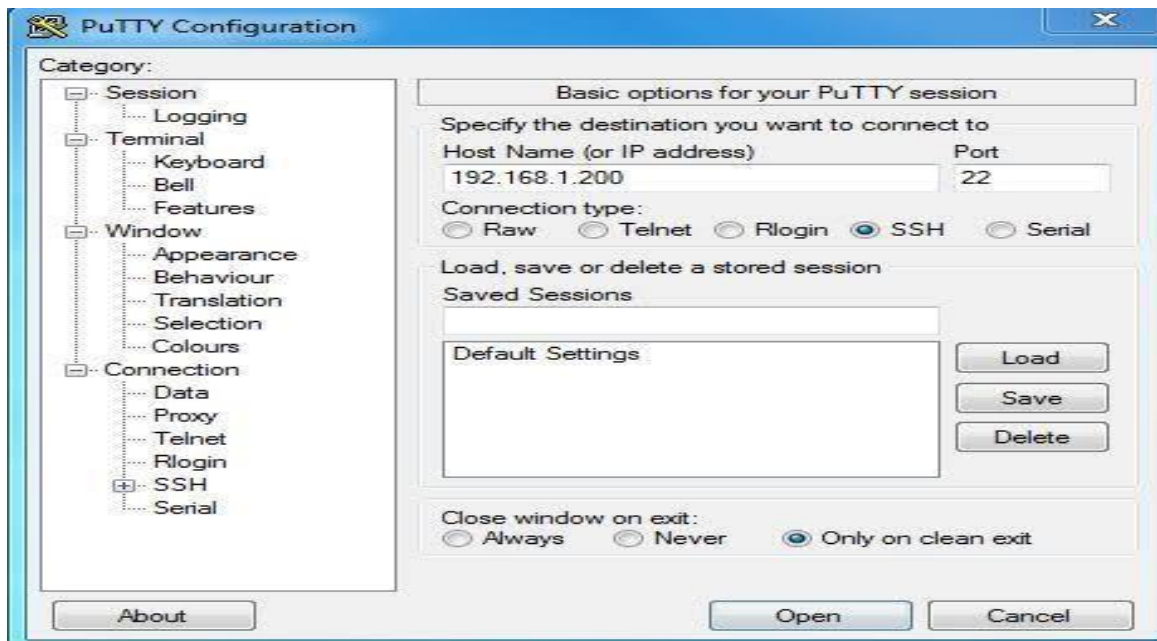 PuTTY Configuration
Category:
Session
Logging
Terminal
Keyboard
Bell
Features
Window
Appearance
Behaviour
Translation
Selection
Colours
Connection
Data
Proxy
Telnet
Rlogin
SSH
Serial
Basic options for your PuTTY session
Specify the destination you want to connect to
Host Name (or IP address) Port
192.168.1.200 22
Connection type:
Raw Telnet Rlogin SSH Serial
Load, save or delete a stored session
Saved Sessions
Default Settings
Load
Save
Delete
Close window on exit:
Always Never Only on clean exit
About Open Cancel